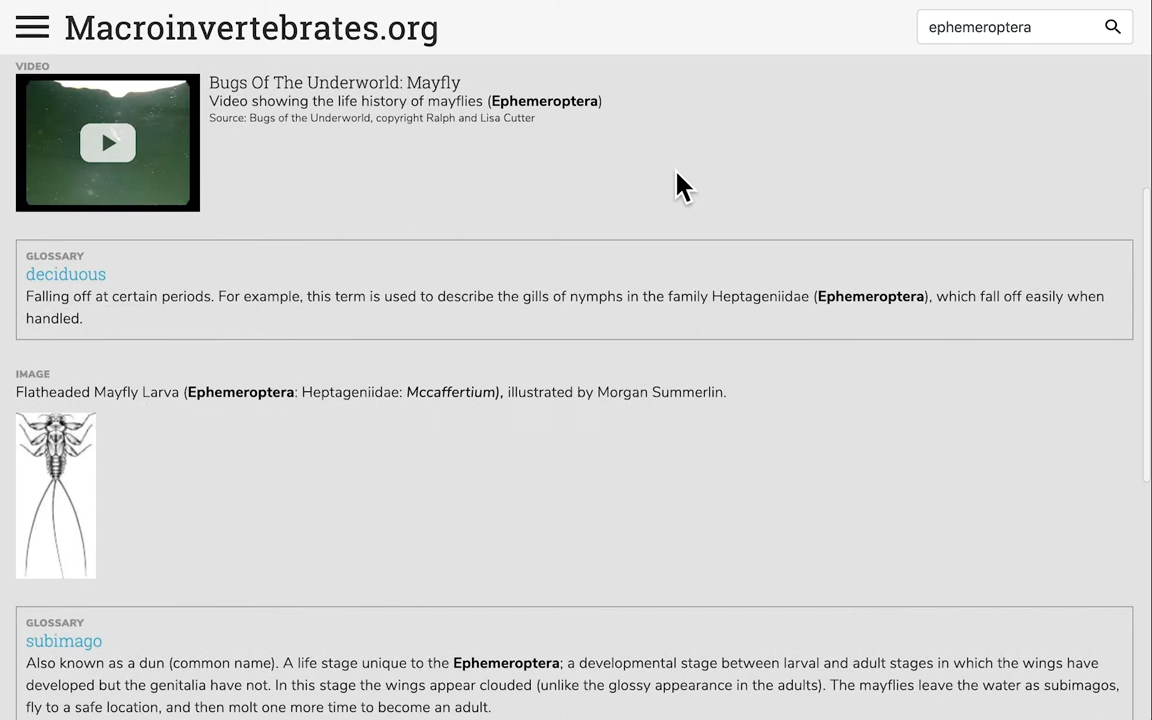 Macroinvertebrates.org
ephemeroptera
VIDEO
Bugs Of The Underworld: Mayfly
Video showing the life history of mayflies (Ephemeroptera)
Source: Bugs of the Underworld, copyright Ralph and Lisa Cutter
GLOSSARY
deciduous
Falling off at certain periods. For example, this term is used to describe the gills of nymphs in the family Heptageniidae (Ephemeroptera), which fall off easily when
handled.
IMAGE
Flatheaded Mayfly Larva (Ephemeroptera: Heptageniidae: Mccaffertium), illustrated by Morgan Summerlin.
GLOSSARY
subimago
Also known as a dun (common name). A life stage unique to the Ephemeroptera; a developmental stage between larval and adult stages in which the wings have
developed but the genitalia have not. In this stage the wings appear clouded (unlike the glossy appearance in the adults). The mayflies leave the water as subimagos,
fly to a safe location, and then molt one more time to become an adult.